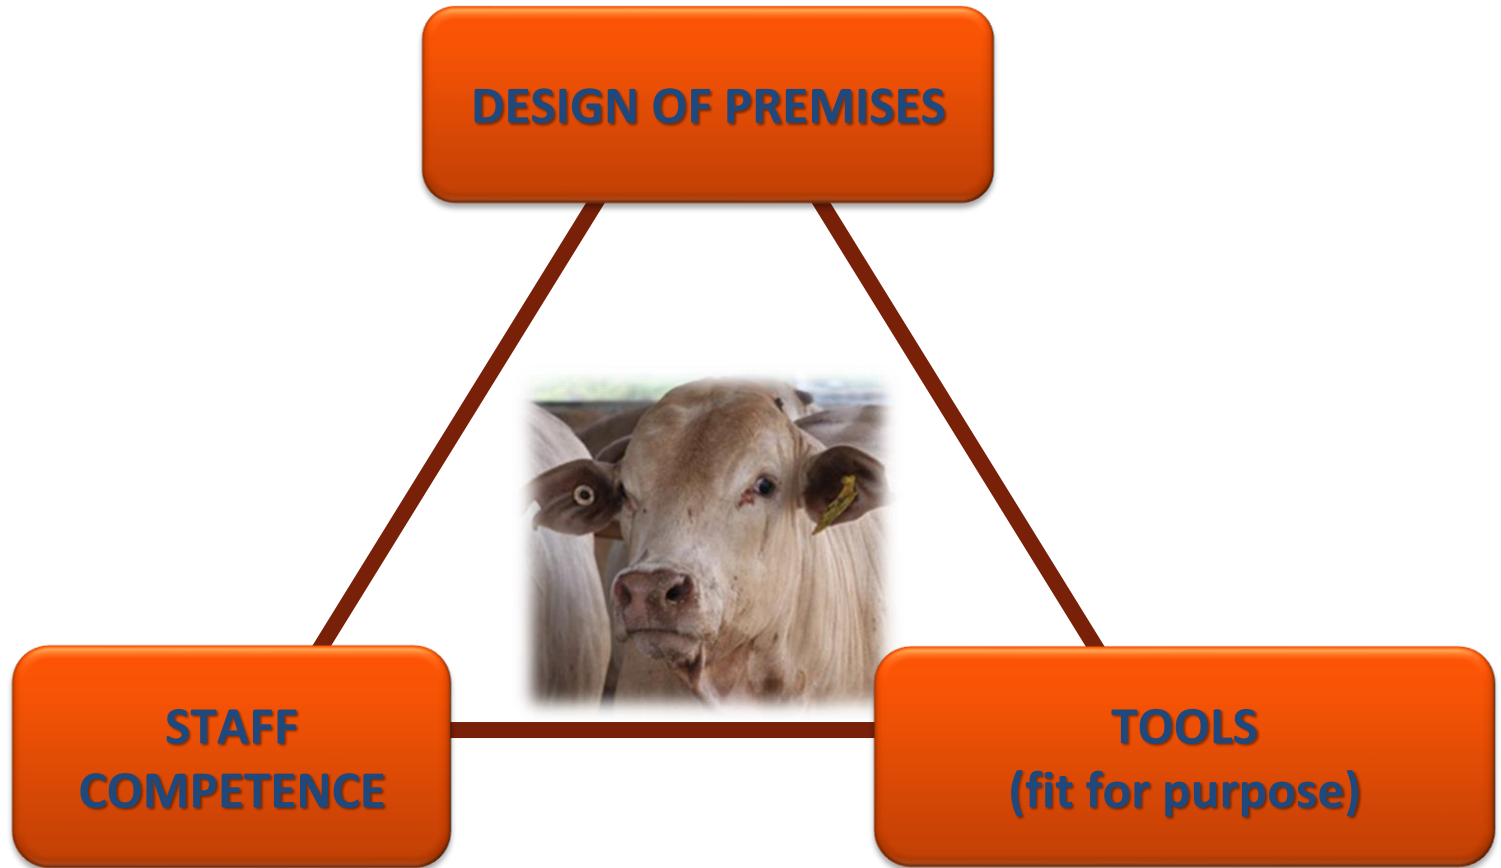 DESIGN OF PREMISES
STAFF
COMPETENCE
TOOLS
(fit for purpose)